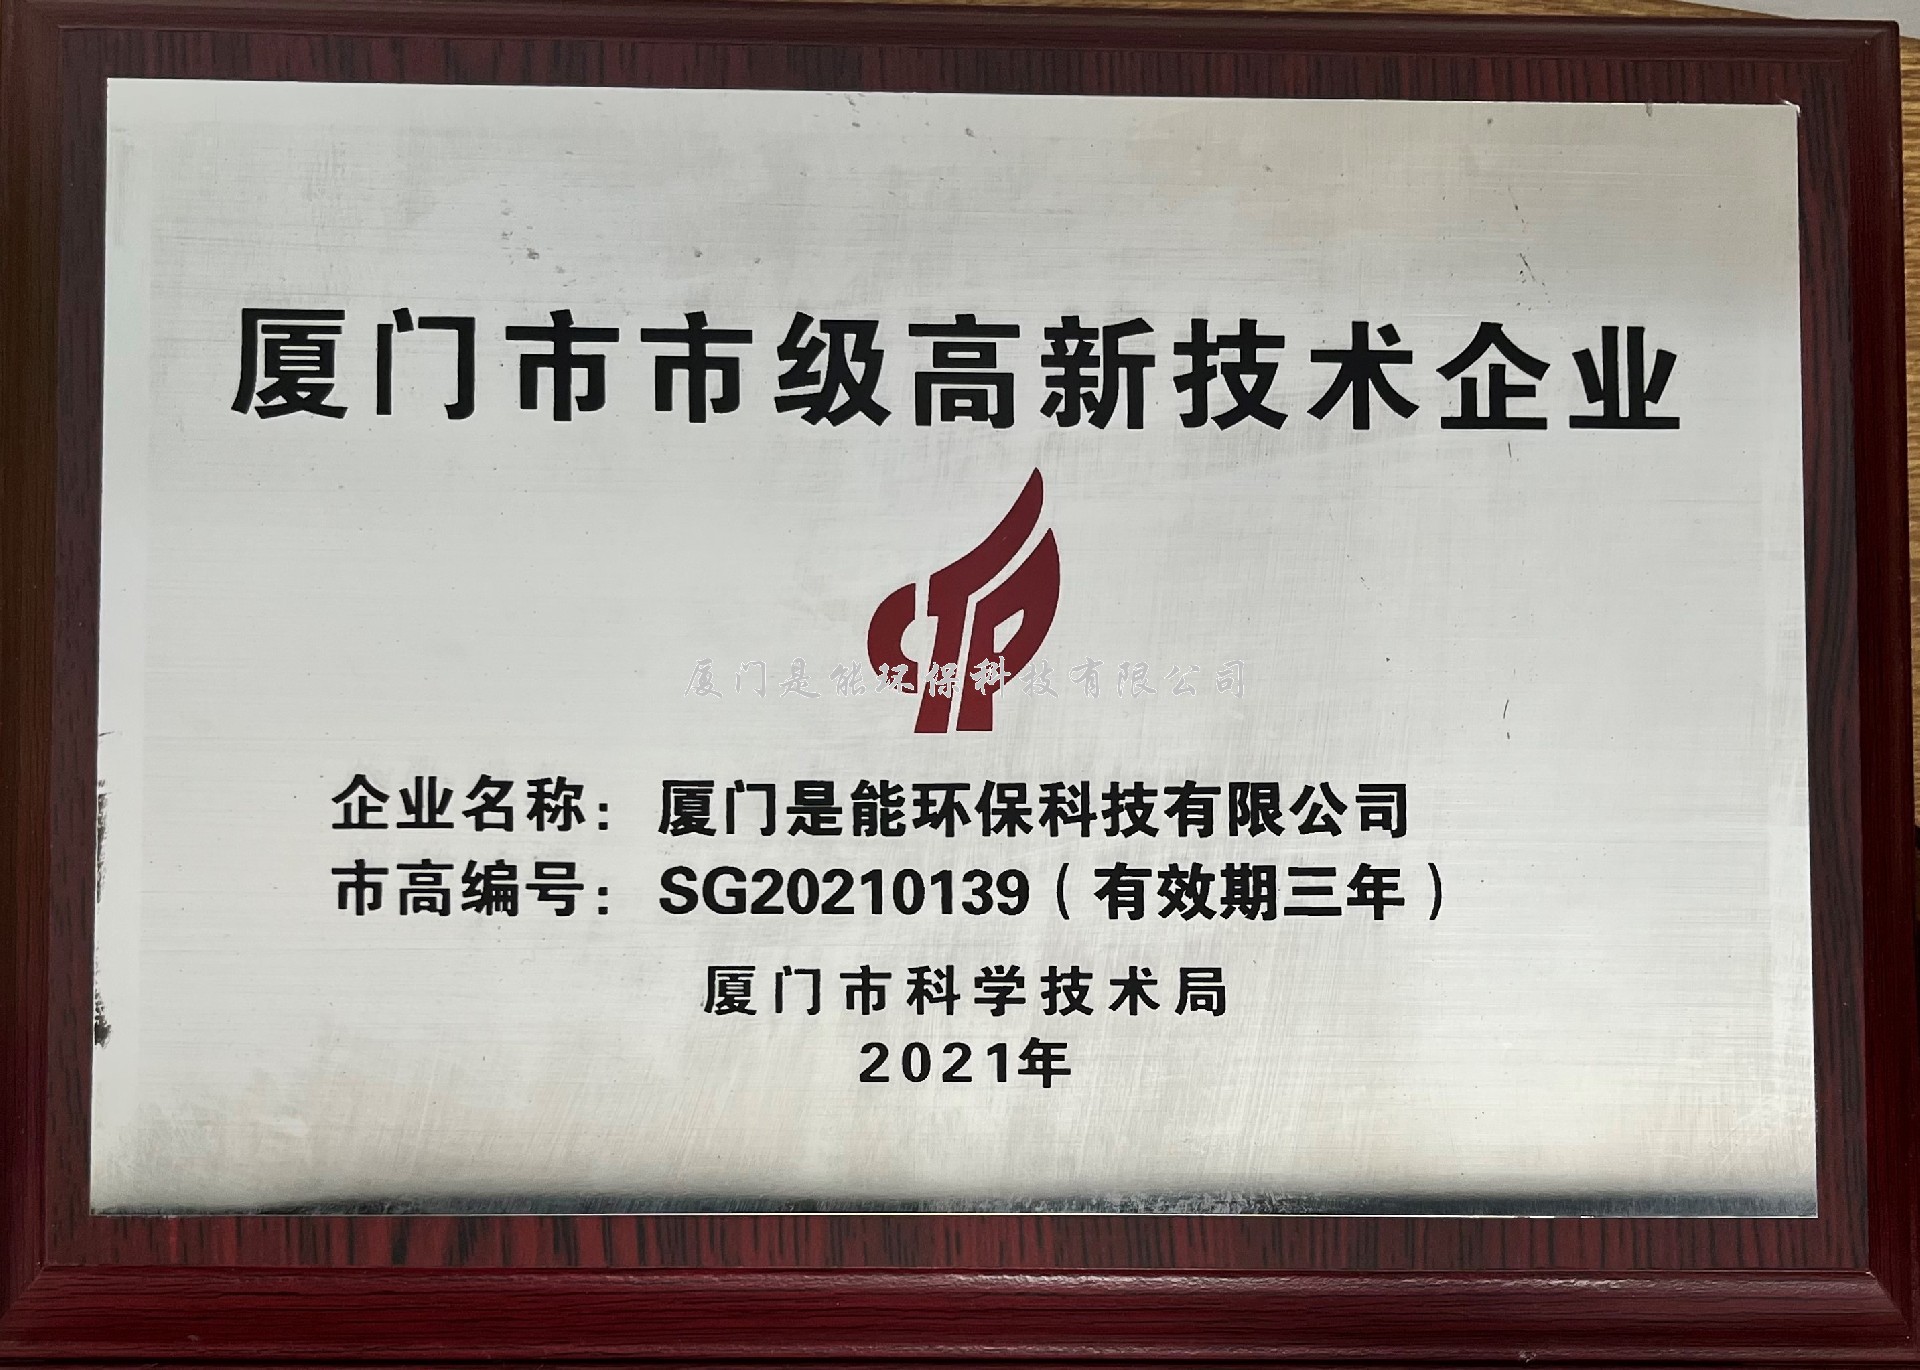 厦门市市级高新技术企业
厦门是能环保科技有限公司
企业名称：厦门是能环保科技有限公司
市高编号：SG20210139（有效期三年）
厦门市科学技术局
2021年